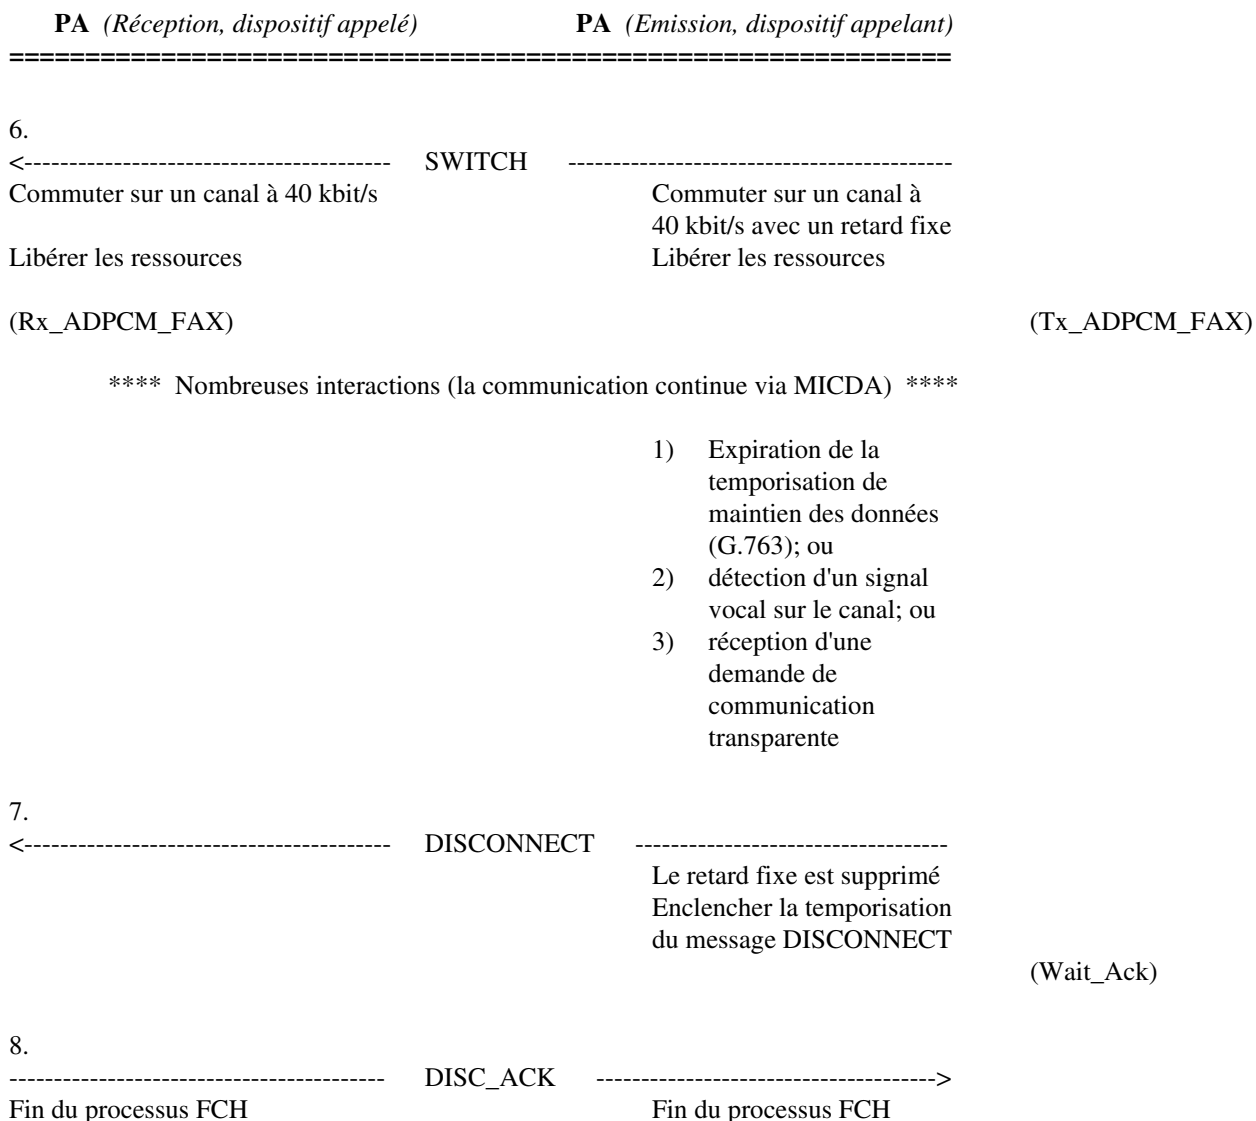 PA (Réception, dispositif appelé) PA (Emission, dispositif appelant)
==============================================================
6.
<----------------------------------------- SWITCH -------------------------------------------
Commuter sur un canal à 40 kbit/s Commuter sur un canal à
40 kbit/s avec un retard fixe
Libérer les ressources Libérer les ressources
(Rx_ADPCM_FAX) (Tx_ADPCM_FAX)
**** Nombreuses interactions (la communication continue via MICDA) ****
1) Expiration de la
temporisation de
maintien des données
(G.763); ou
2) détection d'un signal
vocal sur le canal; ou
3) réception d'une
demande de
communication
transparente
7.
<----------------------------------------- DISCONNECT -----------------------------------
Le retard fixe est supprimé
Enclencher la temporisation
du message DISCONNECT
(Wait_Ack)
8.
------------------------------------------ DISC_ACK -------------------------------------->
Fin du processus FCH Fin du processus FCH